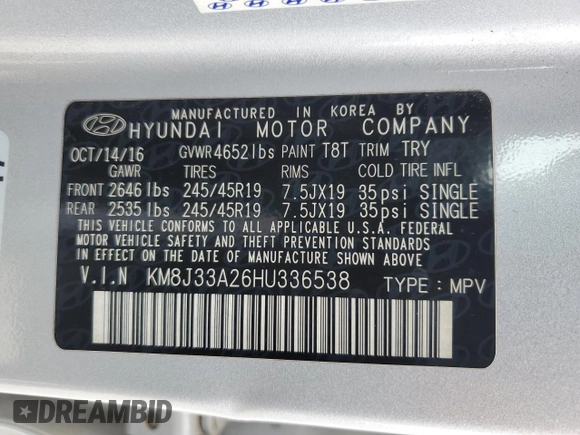 MANUFACTURED IN KOREA BY
HYUNDAI MOTOR COMPANY
OCT/14/16 GVWR 4652lbs PAINT T8T TRIM TRY
GAWR TIRES RIMS COLD TIRE INFL
FRONT 2646lbs 245/45R19 7.5JX19 35psi SINGLE
REAR 2535lbs 245/45R19 7.5JX19 35psi SINGLE
THIS VEHICLE CONFORMS TO ALL APPLICABLE U.S.A. FEDERAL
MOTOR VEHICLE SAFETY AND THEFT PREVENTION STANDARDS
IN EFFECT ON THE DATE OF MANUFACTURE SHOWN ABOVE.
V.I.N KM8J33A26HU336538 TYPE : MPV
DREAMBID